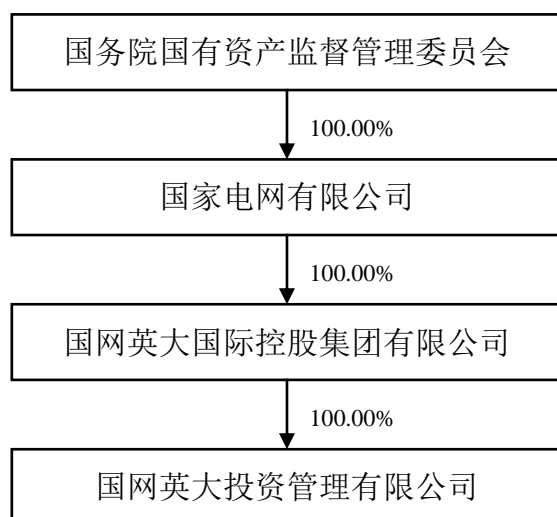 国务院国有资产监督管理委员会
100.00%
国家电网有限公司
100.00%
国网英大国际控股集团有限公司
100.00%
国网英大投资管理有限公司